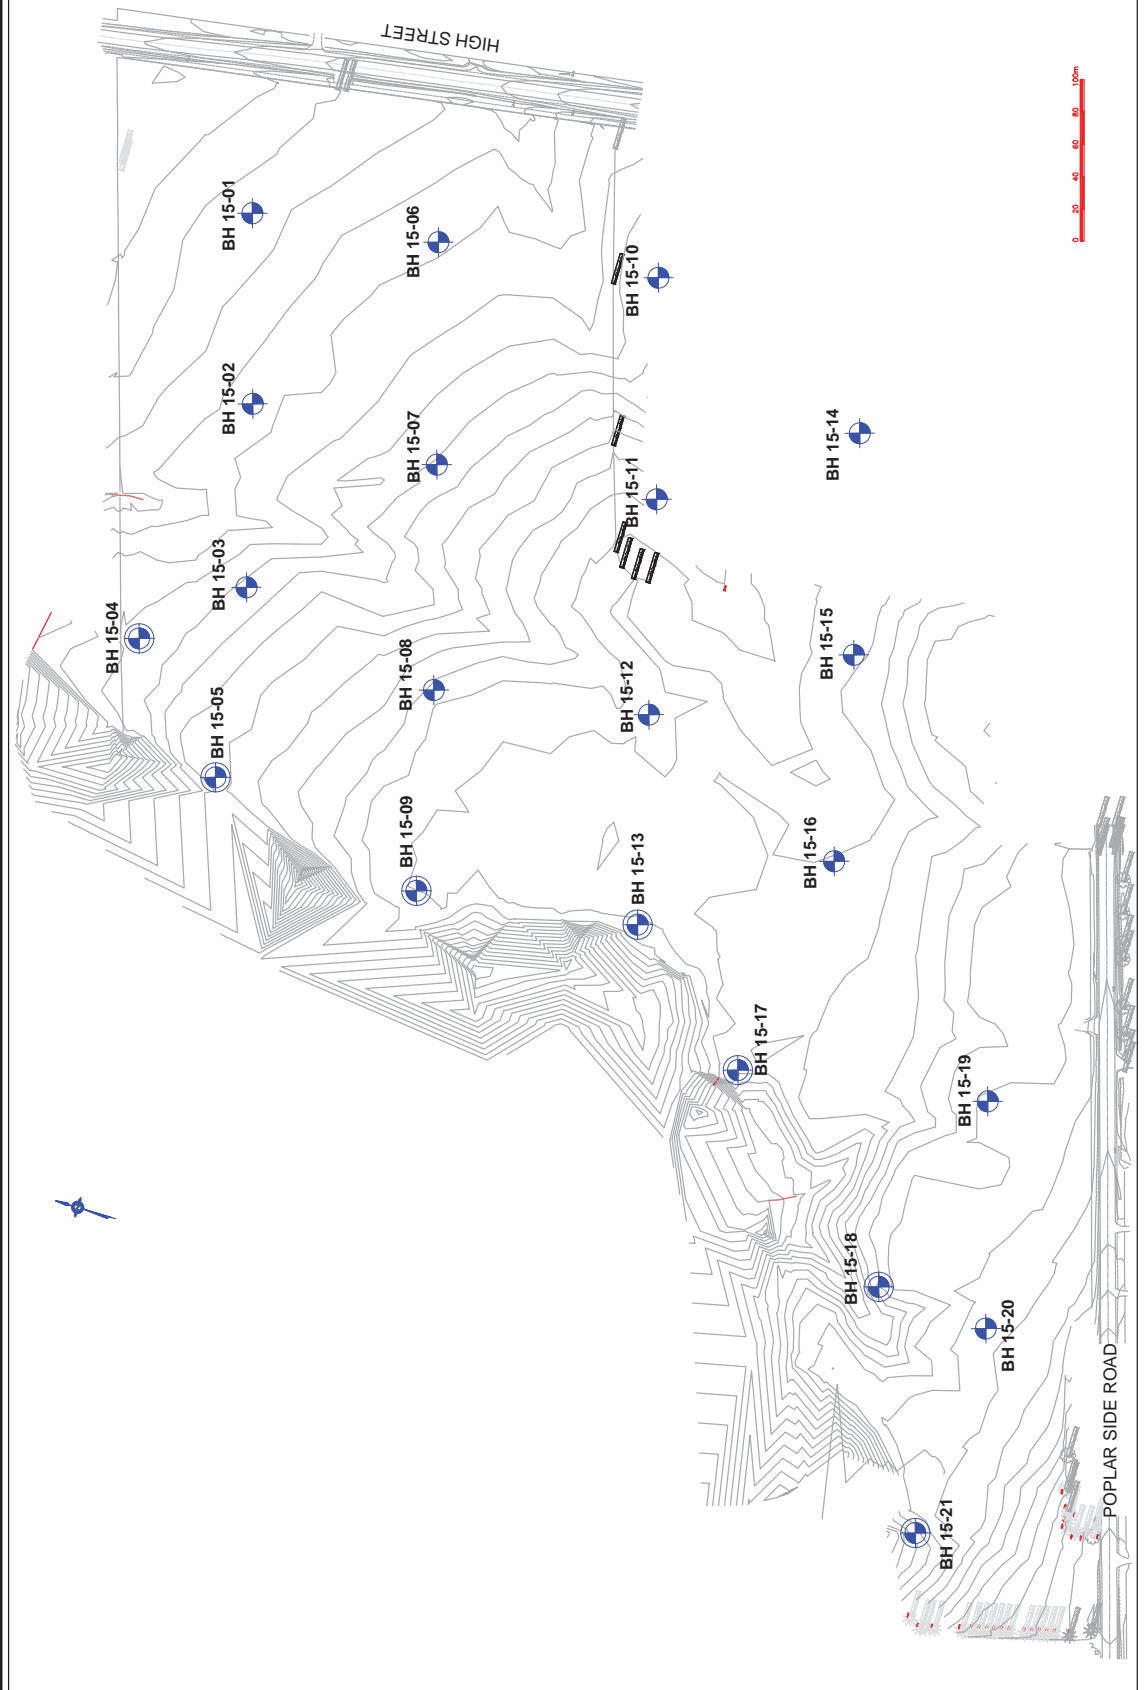 HIGH STREET
BH 15-01
BH 15-02
BH 15-03
BH 15-04
BH 15-05
BH 15-06
BH 15-07
BH 15-08
BH 15-09
BH 15-10
BH 15-11
BH 15-12
BH 15-13
BH 15-14
BH 15-15
BH 15-16
BH 15-17
BH 15-18
BH 15-19
BH 15-20
BH 15-21
POPLAR SIDE ROAD
0 20 40 60 80 100m